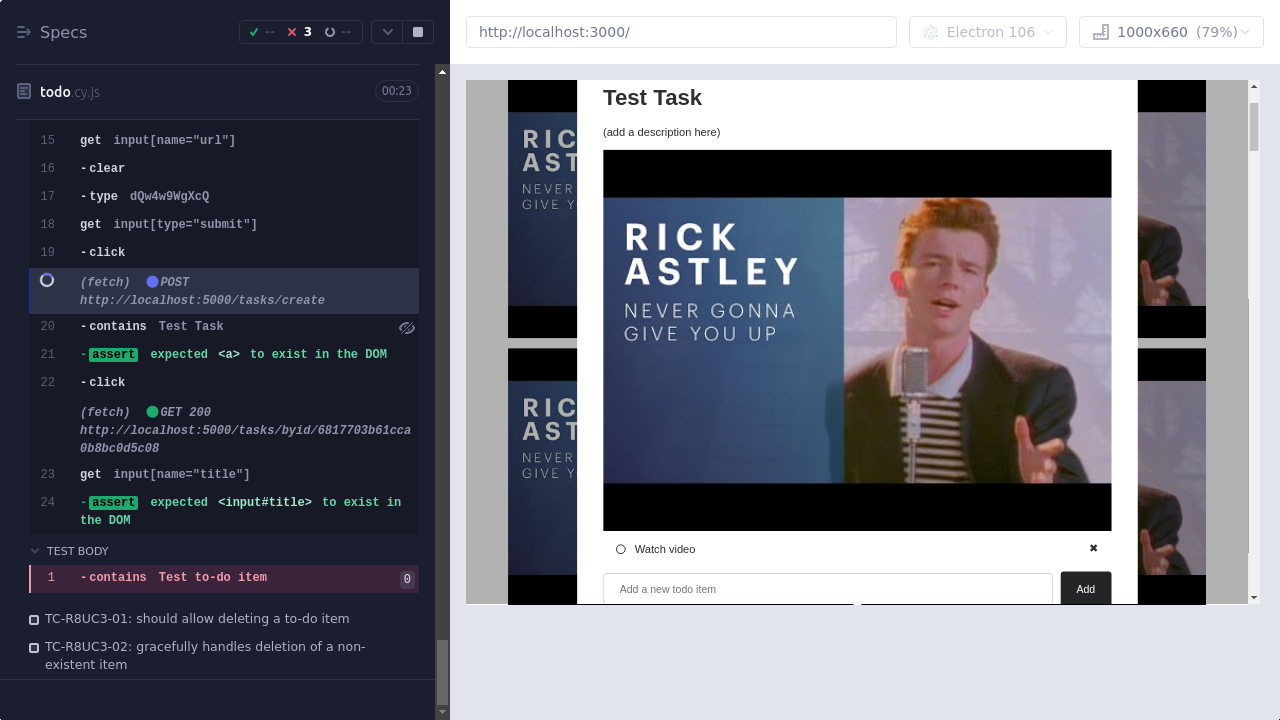 Specs
-- 3 --
http://localhost:3000/
Electron 106
1000x660 (79%)
todo.cy.js
00:23
15 get input[name="url"]
16 -clear
17 -type dQw4w9WgXcQ
18 get input[type="submit"]
19 -click
(fetch) POST
http://localhost:5000/tasks/create
20 -contains Test Task
21 -assert expected <a> to exist in the DOM
22 -click
(fetch) GET 200
http://localhost:5000/tasks/byid/6817703b61cca
0b8bc0d5c08
23 get input[name="title"]
24 -assert expected <input#title> to exist in
the DOM
TEST BODY
1 -contains Test to-do item 0
TC-R8UC3-01: should allow deleting a to-do item
TC-R8UC3-02: gracefully handles deletion of a non-
existent item
Test Task
(add a description here)
RICK
ASTLEY
NEVER GONNA
GIVE YOU UP
RIC
AST
NEVER
GIVE Y
RIC
AST
NEVER
GIVE Y
Watch video ✖
Add a new todo item
Add